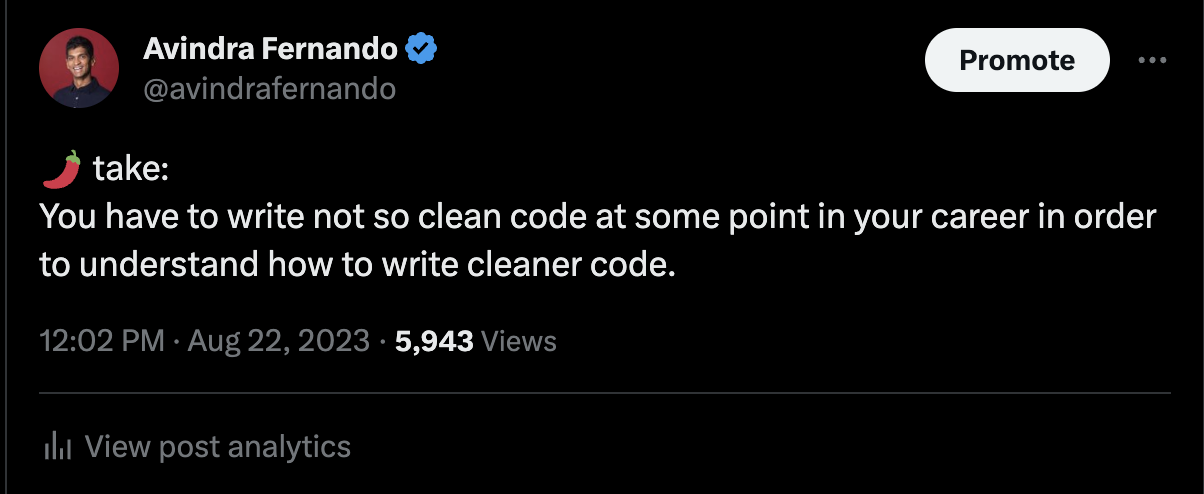 Avindra Fernando
@avindrafernando
Promote
🌶️ take:
You have to write not so clean code at some point in your career in order
to understand how to write cleaner code.
12:02 PM · Aug 22, 2023 · 5,943 Views
View post analytics